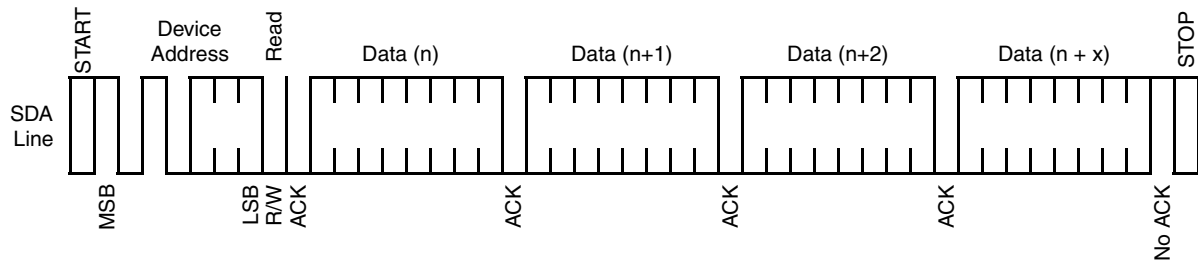 START
Device
Address
Read
Data (n)
Data (n+1)
Data (n+2)
Data (n + x)
STOP
SDA
Line
MSB
LSB
R/W
ACK
ACK
ACK
ACK
No ACK